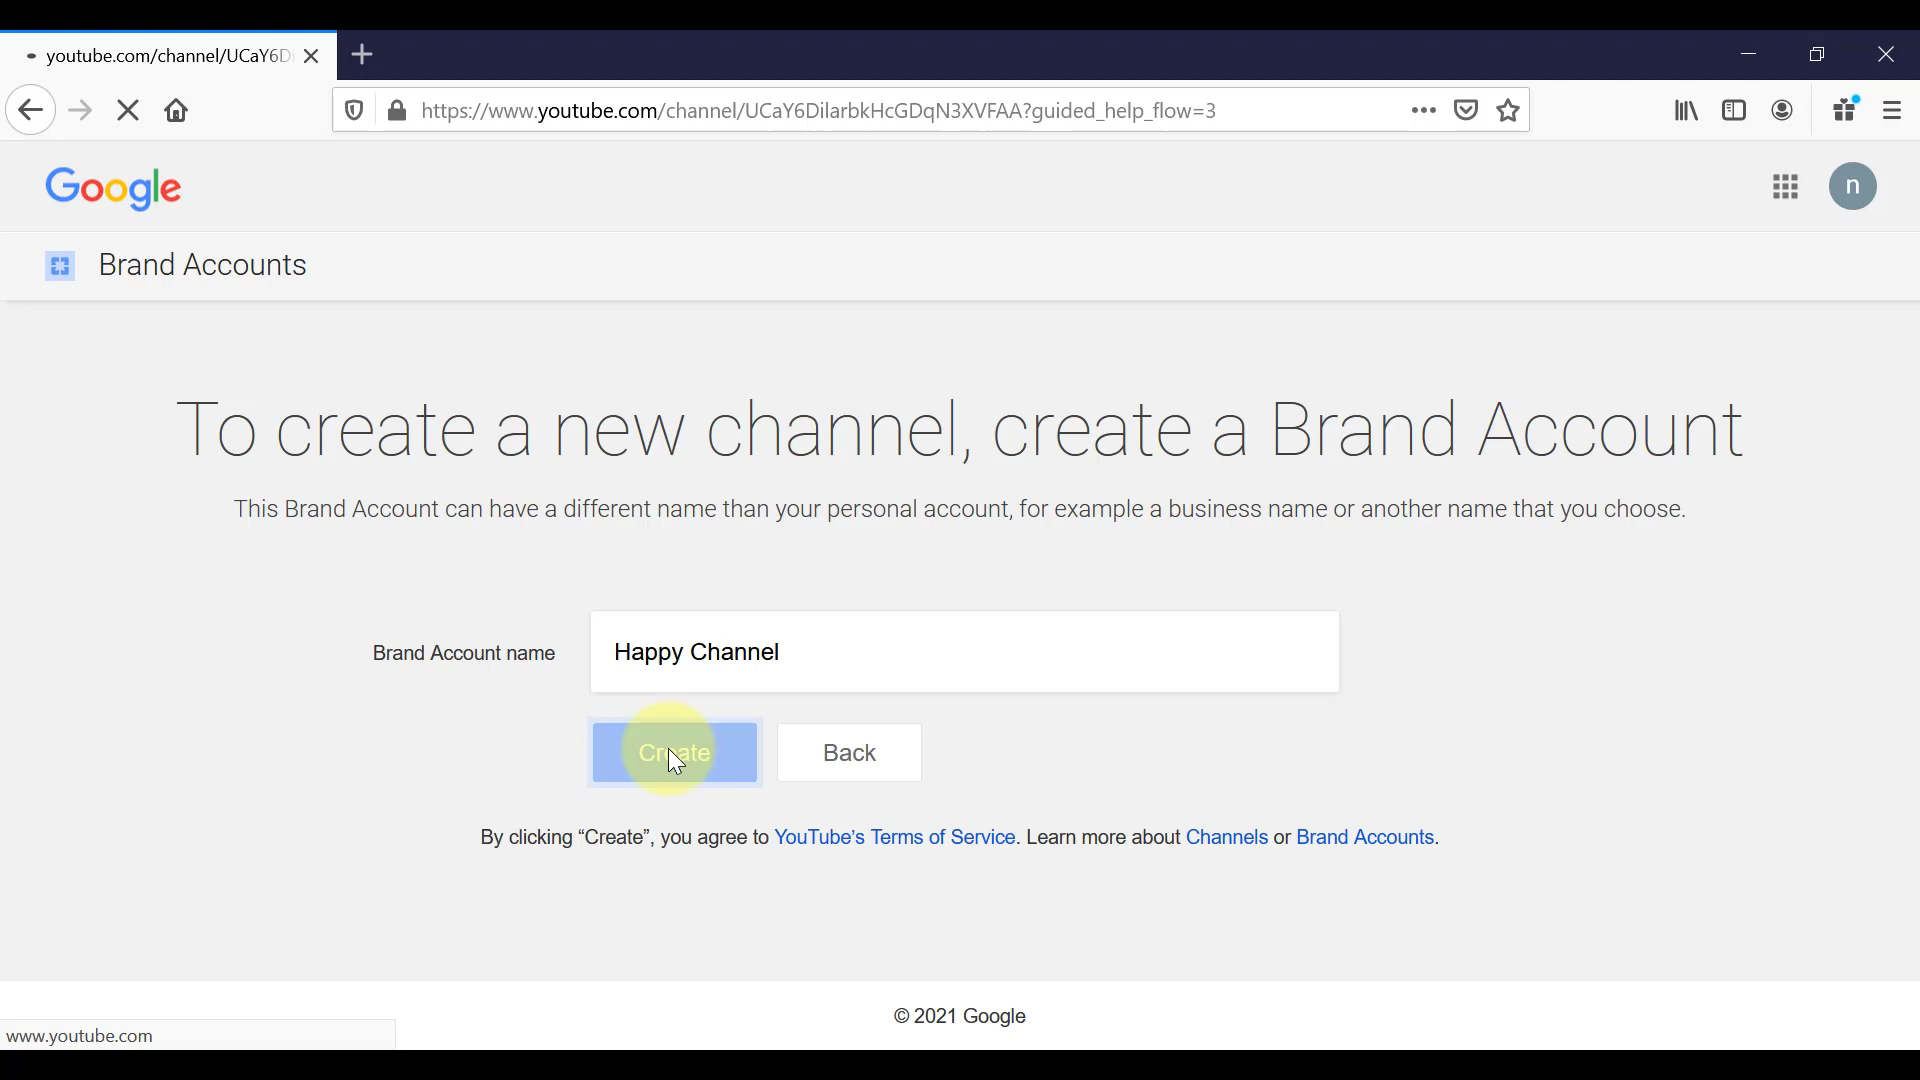 youtube.com/channel/UCaY6D
https://www.youtube.com/channel/UCaY6DilarbkHcGDqN3XVFAA?guided_help_flow=3
Google
n
Brand Accounts
To create a new channel, create a Brand Account
This Brand Account can have a different name than your personal account, for example a business name or another name that you choose.
Brand Account name
Happy Channel
Create
Back
By clicking “Create”, you agree to YouTube’s Terms of Service. Learn more about Channels or Brand Accounts.
© 2021 Google
www.youtube.com